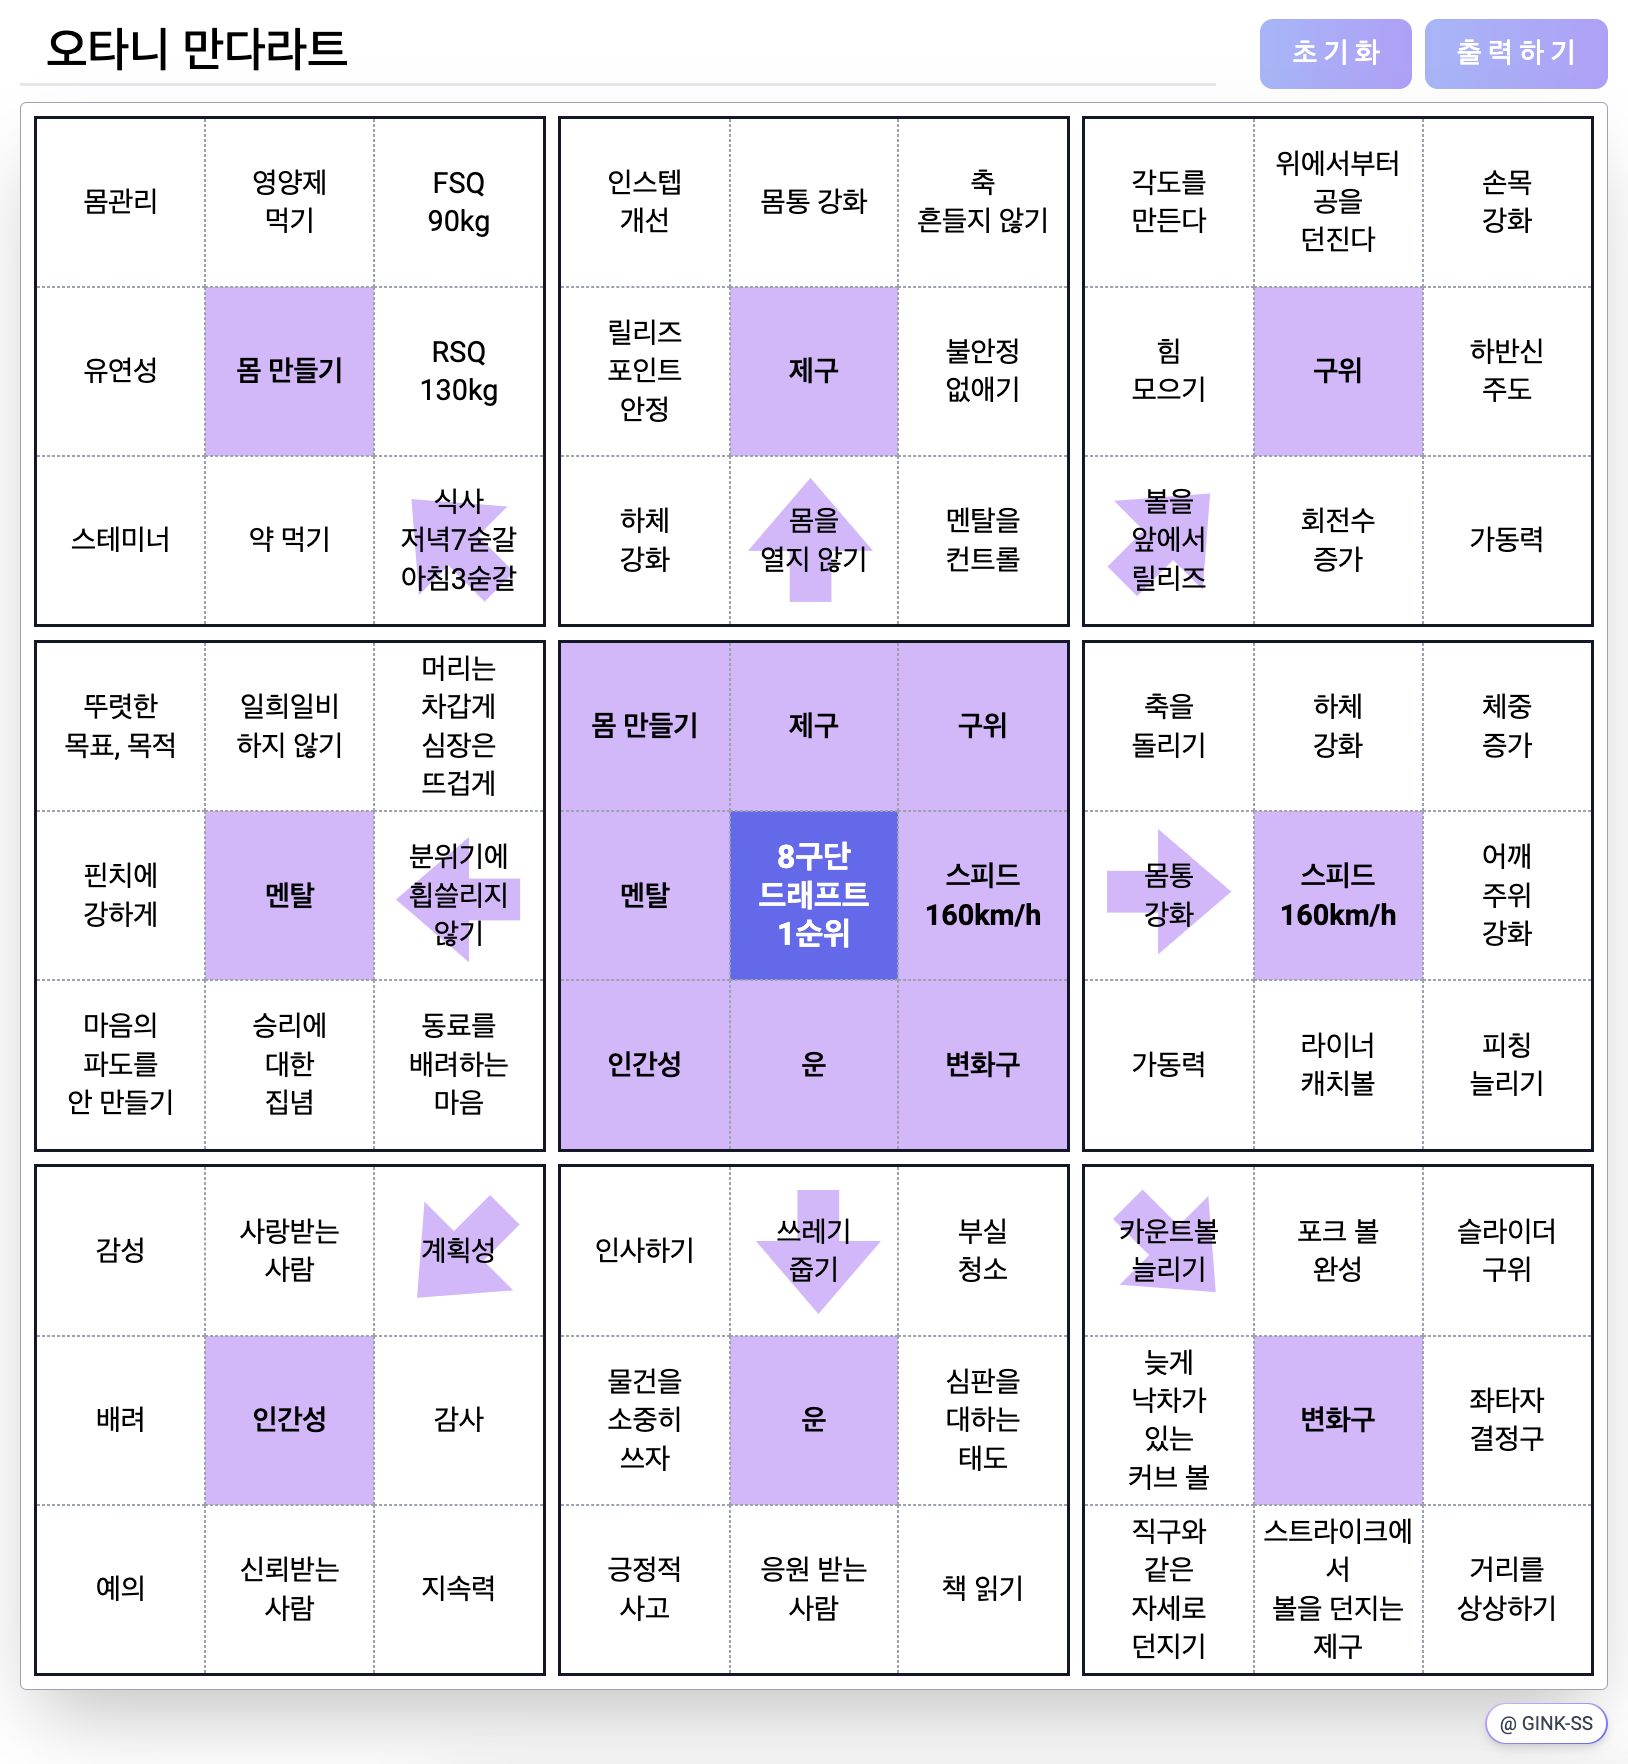 오타니 만다라트
초기화
출력하기
몸관리
영양제
먹기
FSQ
90kg
유연성
몸 만들기
RSQ
130kg
스테미너
약 먹기
식사
저녁7숟갈
아침3숟갈
인스텝
개선
몸통 강화
축
흔들지 않기
릴리즈
포인트
안정
제구
불안정
없애기
하체
강화
몸을
열지 않기
멘탈을
컨트롤
각도를
만든다
위에서부터
공을
던진다
손목
강화
힘
모으기
구위
하반신
주도
볼을
앞에서
릴리즈
회전수
증가
가동력
뚜렷한
목표, 목적
일희일비
하지 않기
머리는
차갑게
심장은
뜨겁게
핀치에
강하게
멘탈
분위기에
휩쓸리지
않기
마음의
파도를
안 만들기
승리에
대한
집념
동료를
배려하는
마음
몸 만들기
제구
구위
멘탈
8구단
드래프트
1순위
스피드
160km/h
인간성
운
변화구
축을
돌리기
하체
강화
체중
증가
몸통
강화
스피드
160km/h
어깨
주위
강화
가동력
라이너
캐치볼
피칭
늘리기
감성
사랑받는
사람
계획성
배려
인간성
감사
예의
신뢰받는
사람
지속력
인사하기
쓰레기
줍기
부실
청소
물건을
소중히
쓰자
운
심판을
대하는
태도
긍정적
사고
응원 받는
사람
책 읽기
카운트볼
늘리기
포크 볼
완성
슬라이더
구위
늦게
낙차가
있는
커브 볼
변화구
좌타자
결정구
직구와
같은
자세로
던지기
스트라이크에
서
볼을 던지는
제구
거리를
상상하기
@ GINK-SS